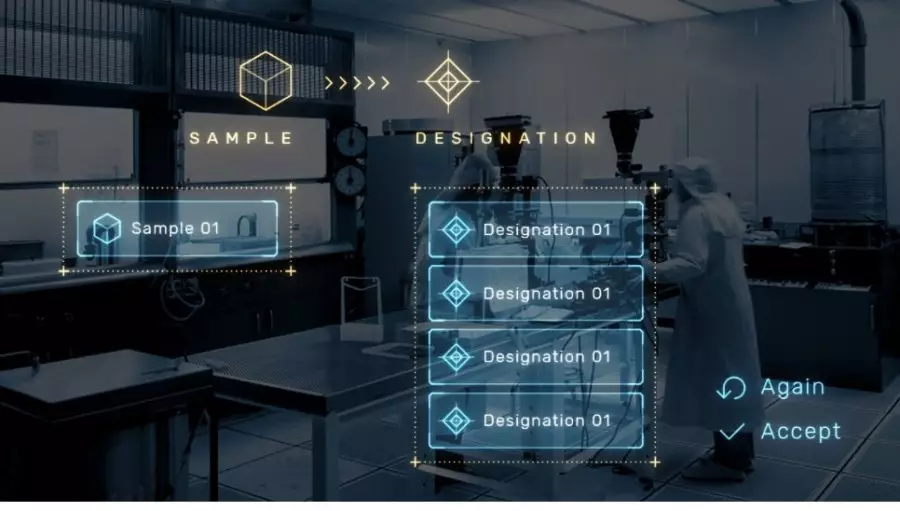 SAMPLE
DESIGNATION
Sample 01
Designation 01
Designation 01
Designation 01
Designation 01
Again
Accept